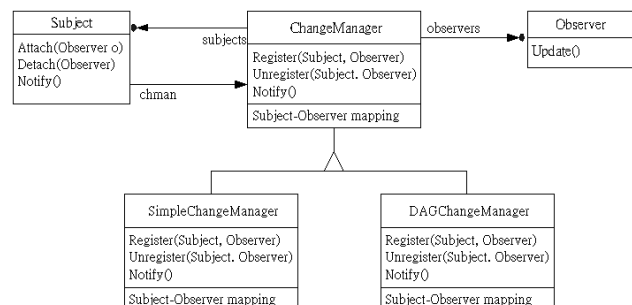 Subject
Attach(Observer o)
Detach(Observer)
Notify()
subjects
chman
ChangeManager
Register(Subject, Observer)
Unregister(Subject. Observer)
Notify()
Subject-Observer mapping
observers
Observer
Update()
SimpleChangeManager
Register(Subject, Observer)
Unregister(Subject. Observer)
Notify()
Subject-Observer mapping
DAGChangeManager
Register(Subject, Observer)
Unregister(Subject. Observer)
Notify()
Subject-Observer mapping